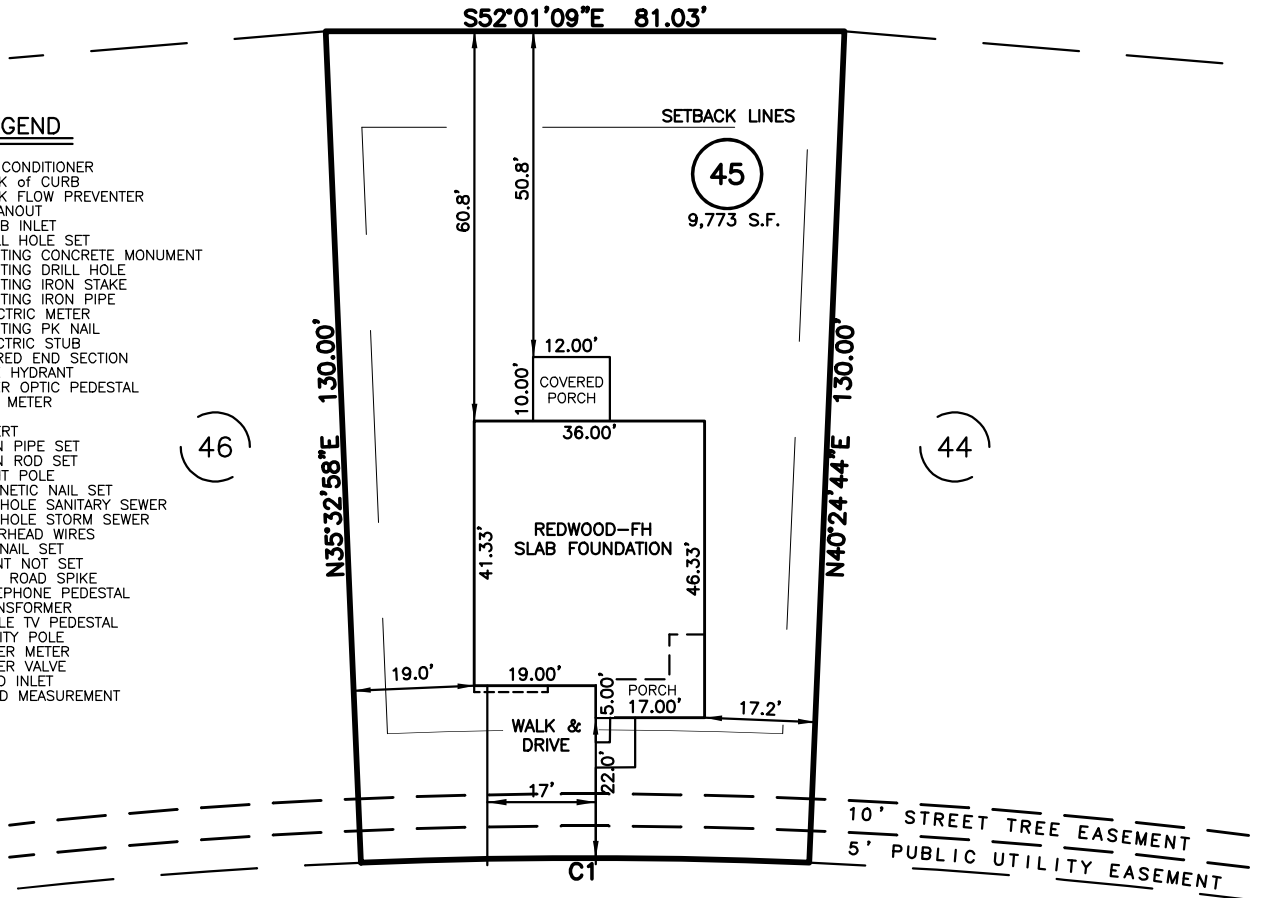 S52°01'09"E 81.03'
GEND
CONDITIONER
K of CURB
K FLOW PREVENTER
ANOUT
B INLET
L HOLE SET
TING CONCRETE MONUMENT
TING DRILL HOLE
TING IRON STAKE
TING IRON PIPE
CTRIC METER
TING PK NAIL
CTRIC STUB
RED END SECTION
HYDRANT
R OPTIC PEDESTAL
METER
ERT
N PIPE SET
N ROD SET
T POLE
NETIC NAIL SET
HOLE SANITARY SEWER
HOLE STORM SEWER
RHEAD WIRES
NAIL SET
NT NOT SET
ROAD SPIKE
EPHONE PEDESTAL
NSFORMER
LE TV PEDESTAL
ITY POLE
ER METER
ER VALVE
D INLET
D MEASUREMENT
SETBACK LINES
45
9,773 S.F.
60.8'
50.8'
N35°32'58"E 130.00'
N40°24'44"E 130.00'
12.00'
10.00'
COVERED
PORCH
36.00'
46
44
REDWOOD-FH
SLAB FOUNDATION
41.33'
46.33'
19.0'
19.00'
5.00'
PORCH
17.00'
17.2'
WALK &
DRIVE
22.0'
17'
C1
10' STREET TREE EASEMENT
5' PUBLIC UTILITY EASEMENT